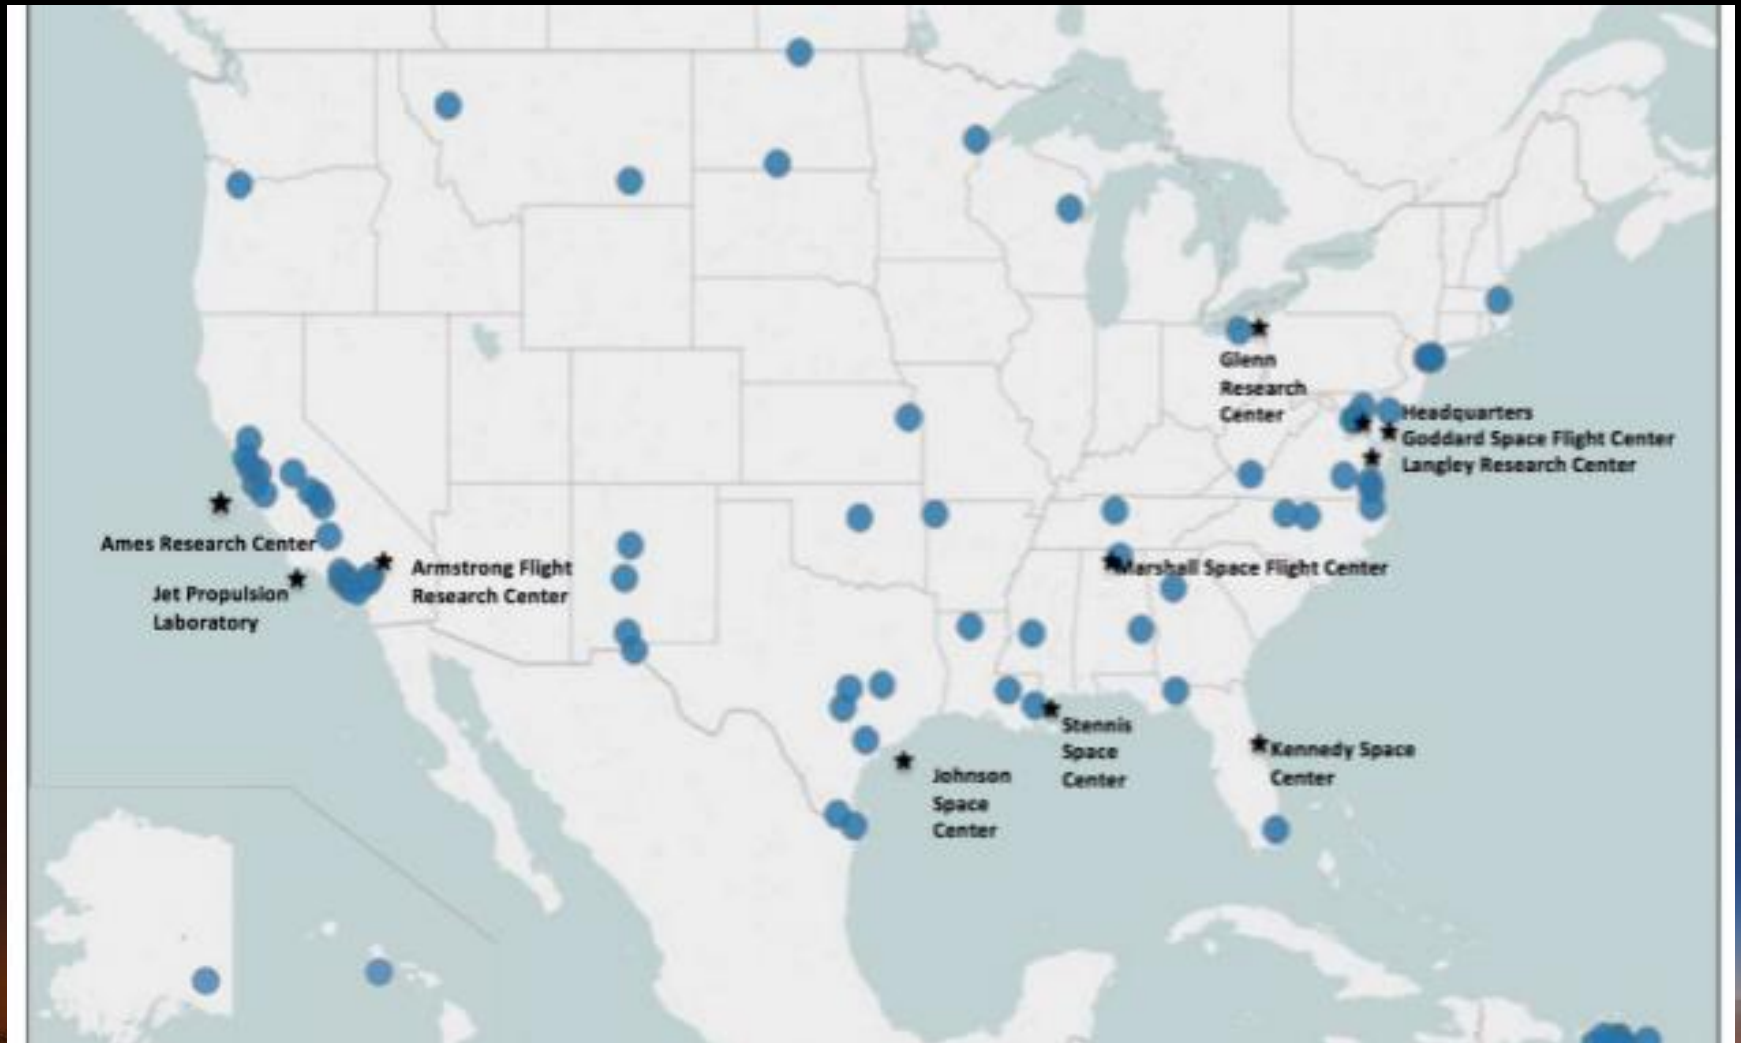 Glenn
Research
Center
Headquarters
Goddard Space Flight Center
Langley Research Center
Ames Research Center
Jet Propulsion
Laboratory
Armstrong Flight
Research Center
Marshall Space Flight Center
Stennis
Space
Center
Johnson
Space
Center
Kennedy Space
Center